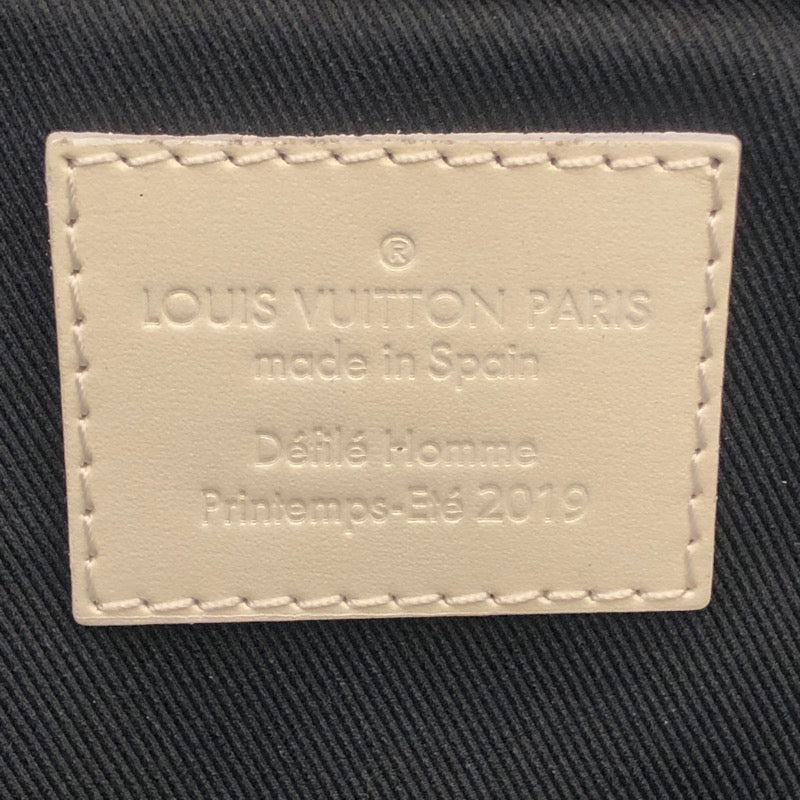 ®
LOUIS VUITTON PARIS
made in Spain
Défilé Homme
Printemps-Eté 2019